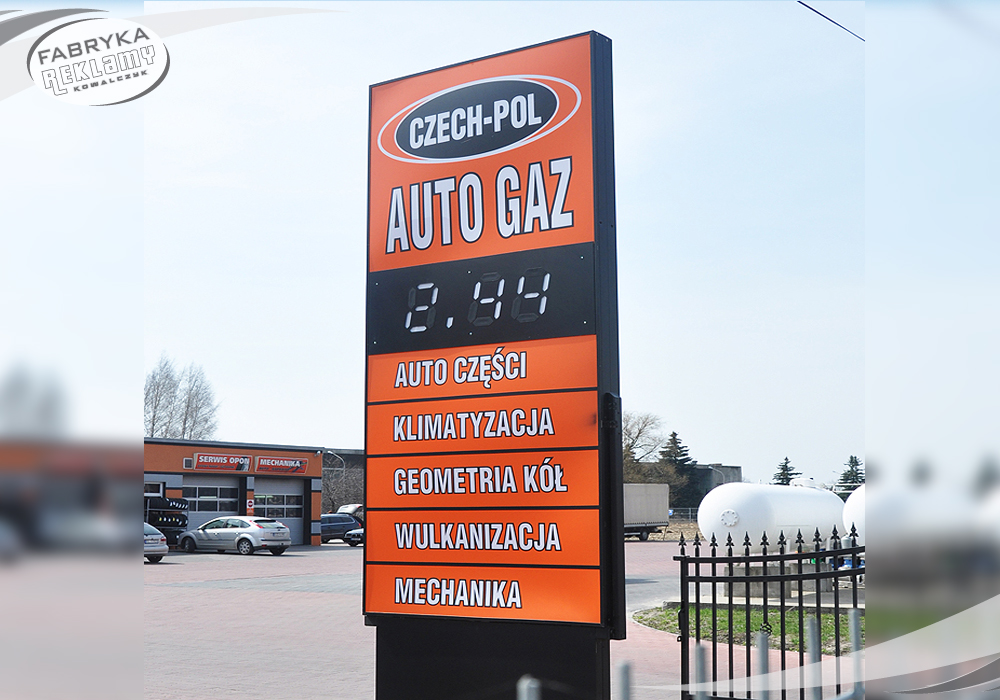 FABRYKA
REKLAMY
KOWALCZYK
CZECH-POL
AUTO GAZ
2.44
AUTO CZĘŚCI
KLIMATYZACJA
GEOMETRIA KÓŁ
WULKANIZACJA
MECHANIKA
SERWIS OPON
MECHANIKA